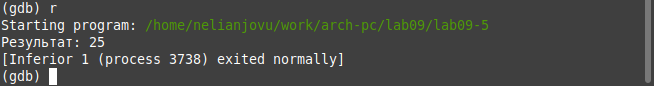 (gdb) r
Starting program: /home/nelianjovu/work/arch-pc/lab09/lab09-5
Результат: 25
[Inferior 1 (process 3738) exited normally]
(gdb)